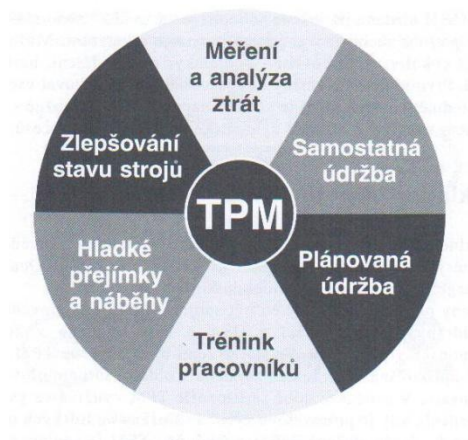 Měření
a analýza
ztrát
Samostatná
údržba
Plánovaná
údržba
Trénink
pracovníků
Hladké
přejímky
a náběhy
Zlepšování
stavu strojů
TPM